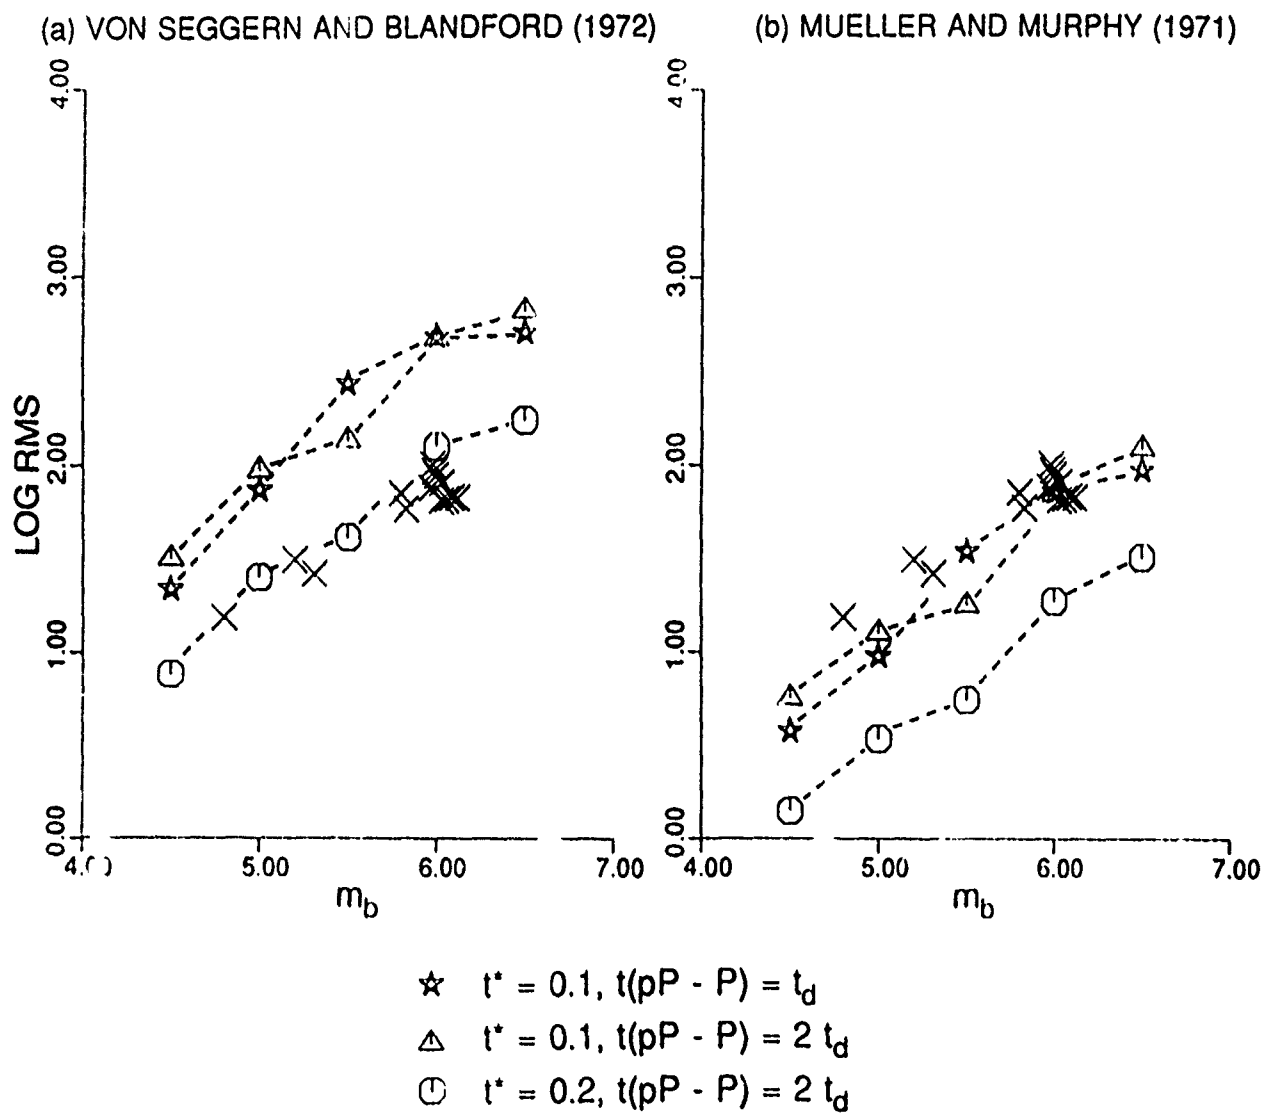 (a) VON SEGGERN AND BLANDFORD (1972)
(b) MUELLER AND MURPHY (1971)
4.00
3.00
2.00
1.00
0.00
LOG RMS
5.00
6.00
7.00
m_b
4.00
3.00
2.00
1.00
0.00
4.00
5.00
6.00
7.00
m_b
t* = 0.1, t(pP - P) = t_d
t* = 0.1, t(pP - P) = 2 t_d
t* = 0.2, t(pP - P) = 2 t_d